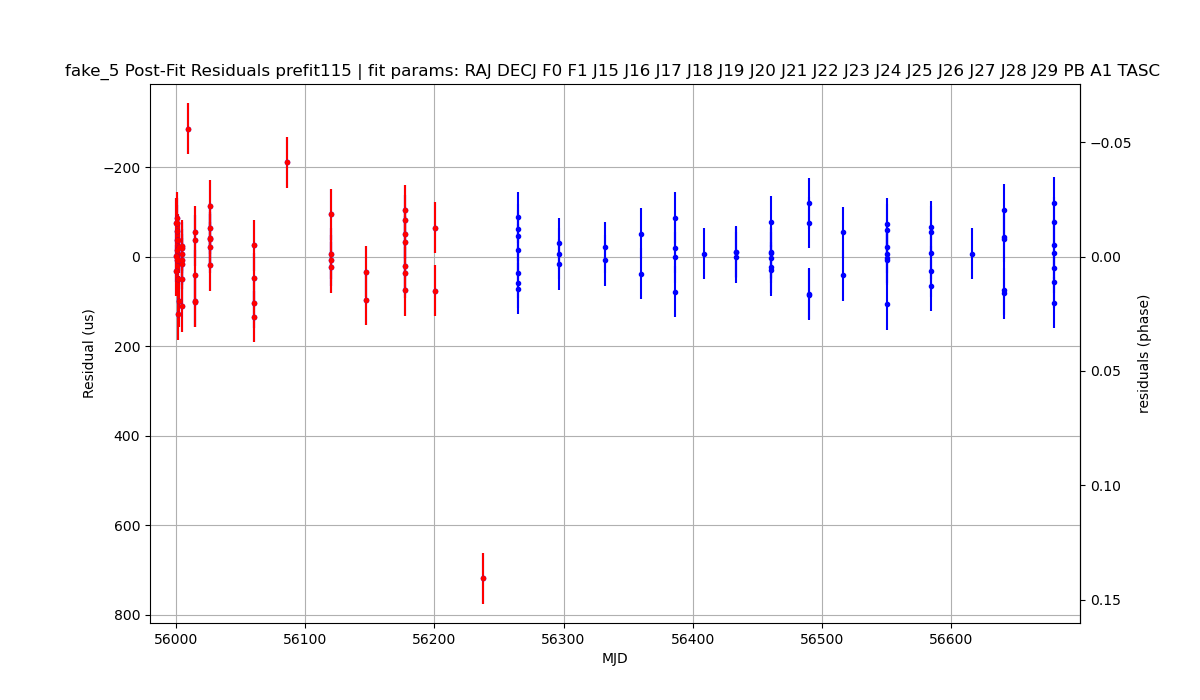 fake_5 Post-Fit Residuals prefit115 | fit params: RAJ DECJ F0 F1 J15 J16 J17 J18 J19 J20 J21 J22 J23 J24 J25 J26 J27 J28 J29 PB A1 TASC
−200
0
200
400
600
800
Residual (us)
−0.05
0.00
0.05
0.10
0.15
residuals (phase)
56000 56100 56200 56300 56400 56500 56600
MJD